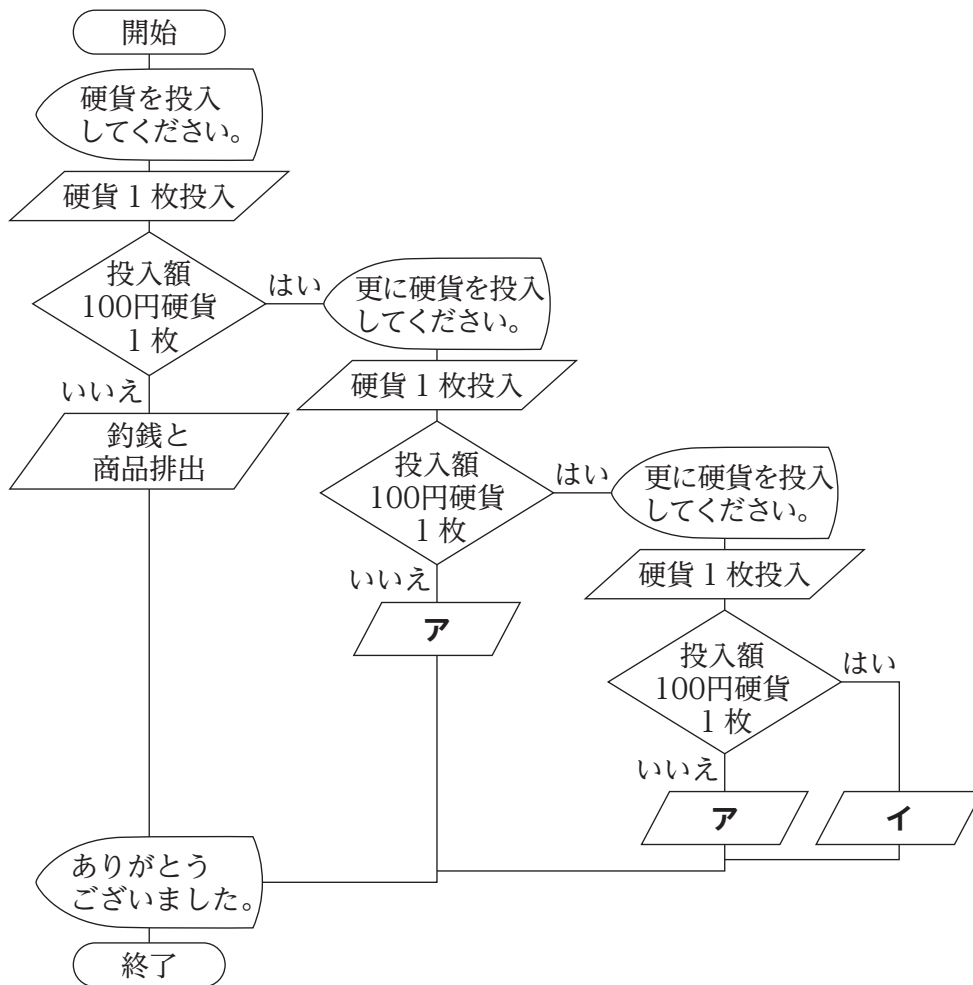 開始
硬貨を投入
してください。
硬貨 1 枚投入
投入額
100円硬貨
1 枚
はい
いいえ
更に硬貨を投入
してください。
硬貨 1 枚投入
釣銭と
商品排出
投入額
100円硬貨
1 枚
はい
いいえ
更に硬貨を投入
してください。
硬貨 1 枚投入
ア
投入額
100円硬貨
1 枚
はい
いいえ
ア
イ
ありがとう
ございました。
終了